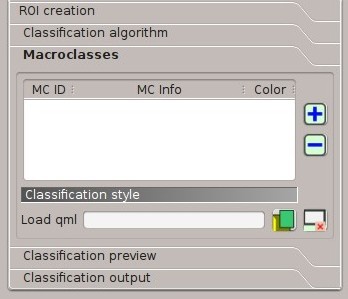 ROI creation
Classification algorithm
Macroclasses
MC ID MC Info Color
Classification style
Load qml
Classification preview
Classification output